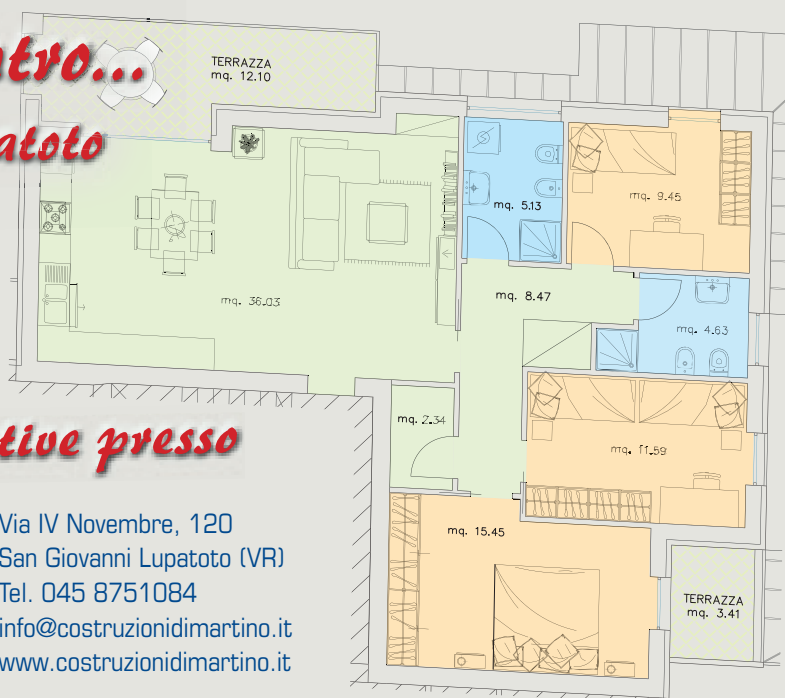 ntro...
atoto
TERRAZZA
mq. 12.10
mq. 5.13
mq. 9.45
mq. 36.03
mq. 8.47
mq. 4.63
mq. 2.34
mq. 11.59
mq. 15.45
TERRAZZA
mq. 3.41
tive presso
Via IV Novembre, 120
San Giovanni Lupatoto (VR)
Tel. 045 8751084
info@costruzionidimartino.it
www.costruzionidimartino.it